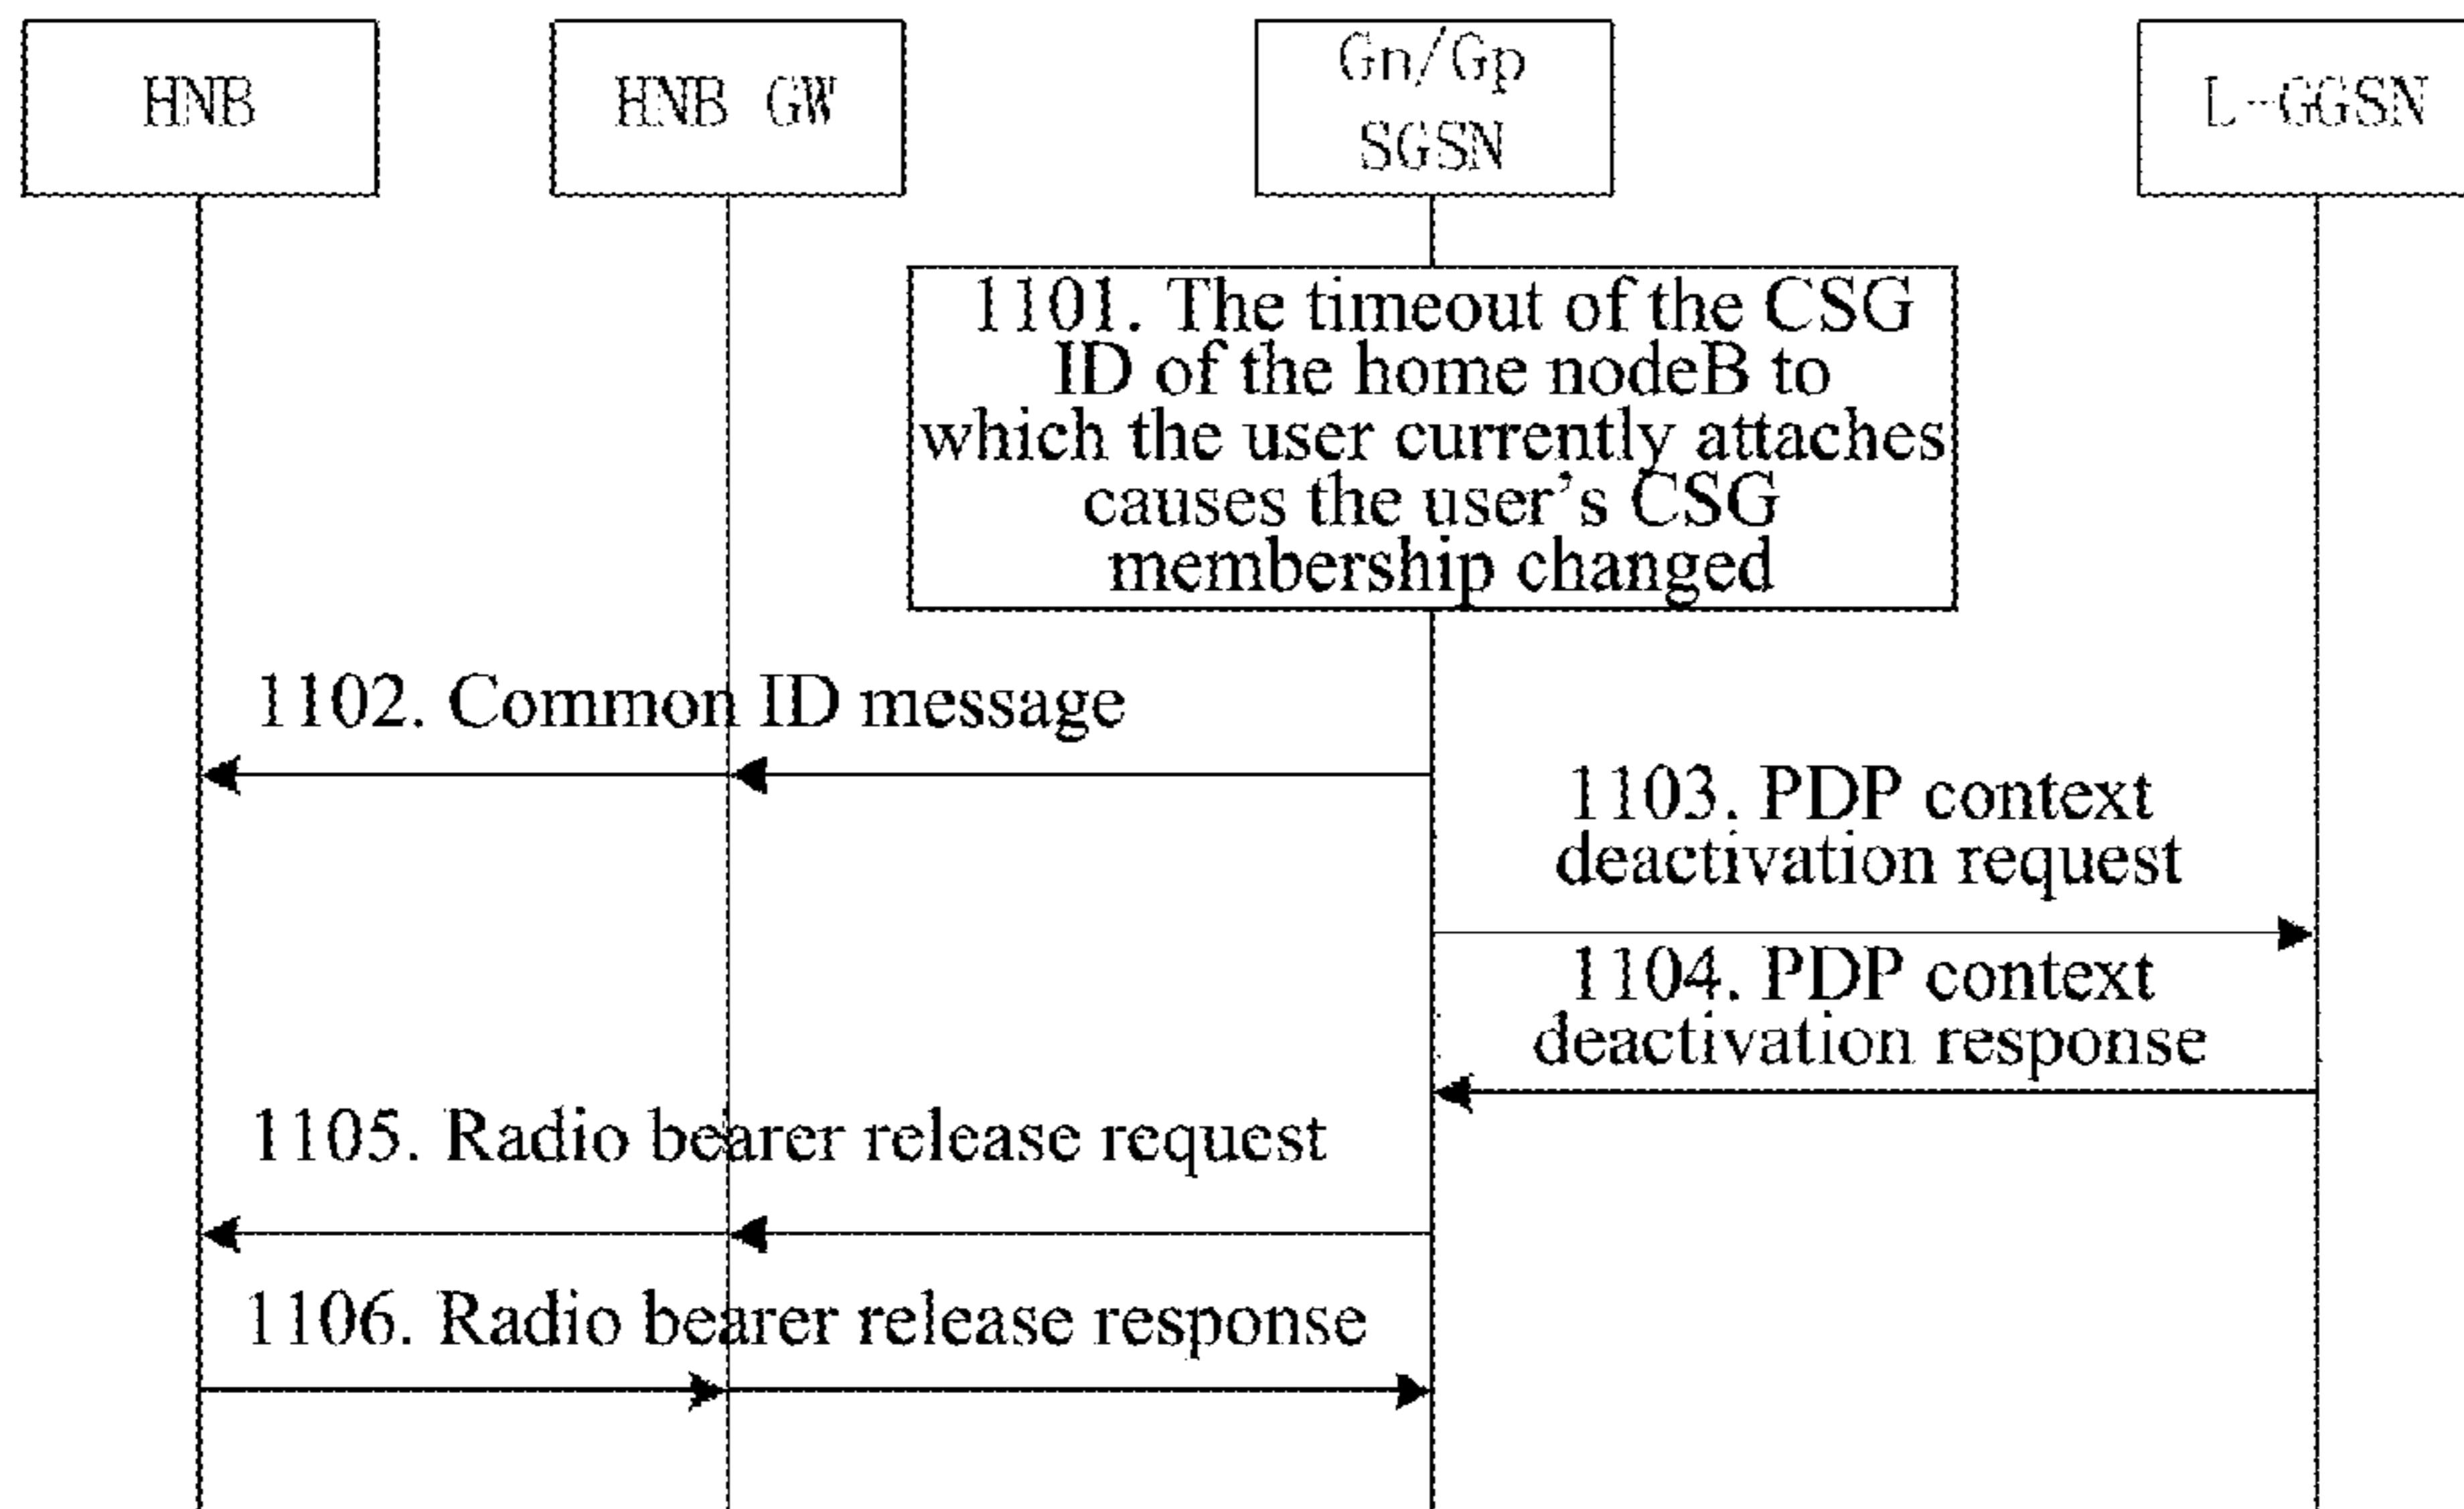 HNB
HNB GW
Gn/Gp
SGSN
L-GGSN
1101. The timeout of the CSG
ID of the home nodeB to
which the user currently attaches
causes the user's CSG
membership changed
1102. Common ID message
1103. PDP context
deactivation request
1104. PDP context
deactivation response
1105. Radio bearer release request
1106. Radio bearer release response